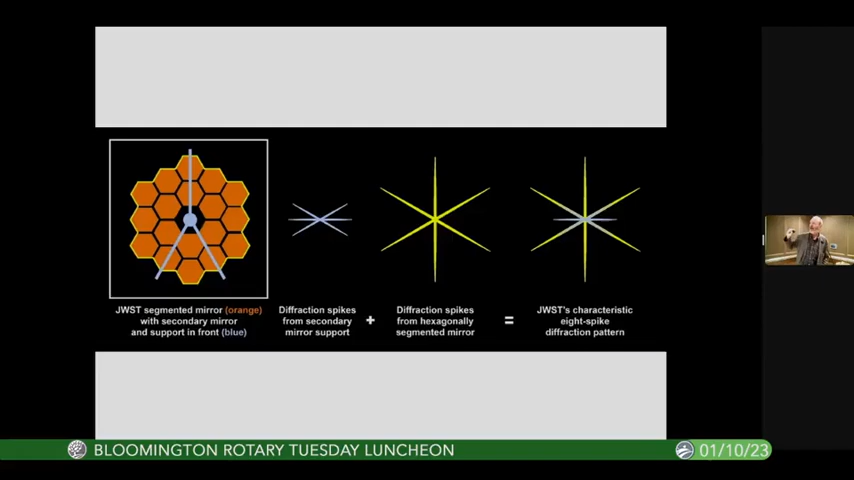 JWST segmented mirror (orange)
with secondary mirror
and support in front (blue)
Diffraction spikes
from secondary
mirror support
+
Diffraction spikes
from hexagonally
segmented mirror
=
JWST's characteristic
eight-spike
diffraction pattern
BLOOMINGTON ROTARY TUESDAY LUNCHEON
01/10/23